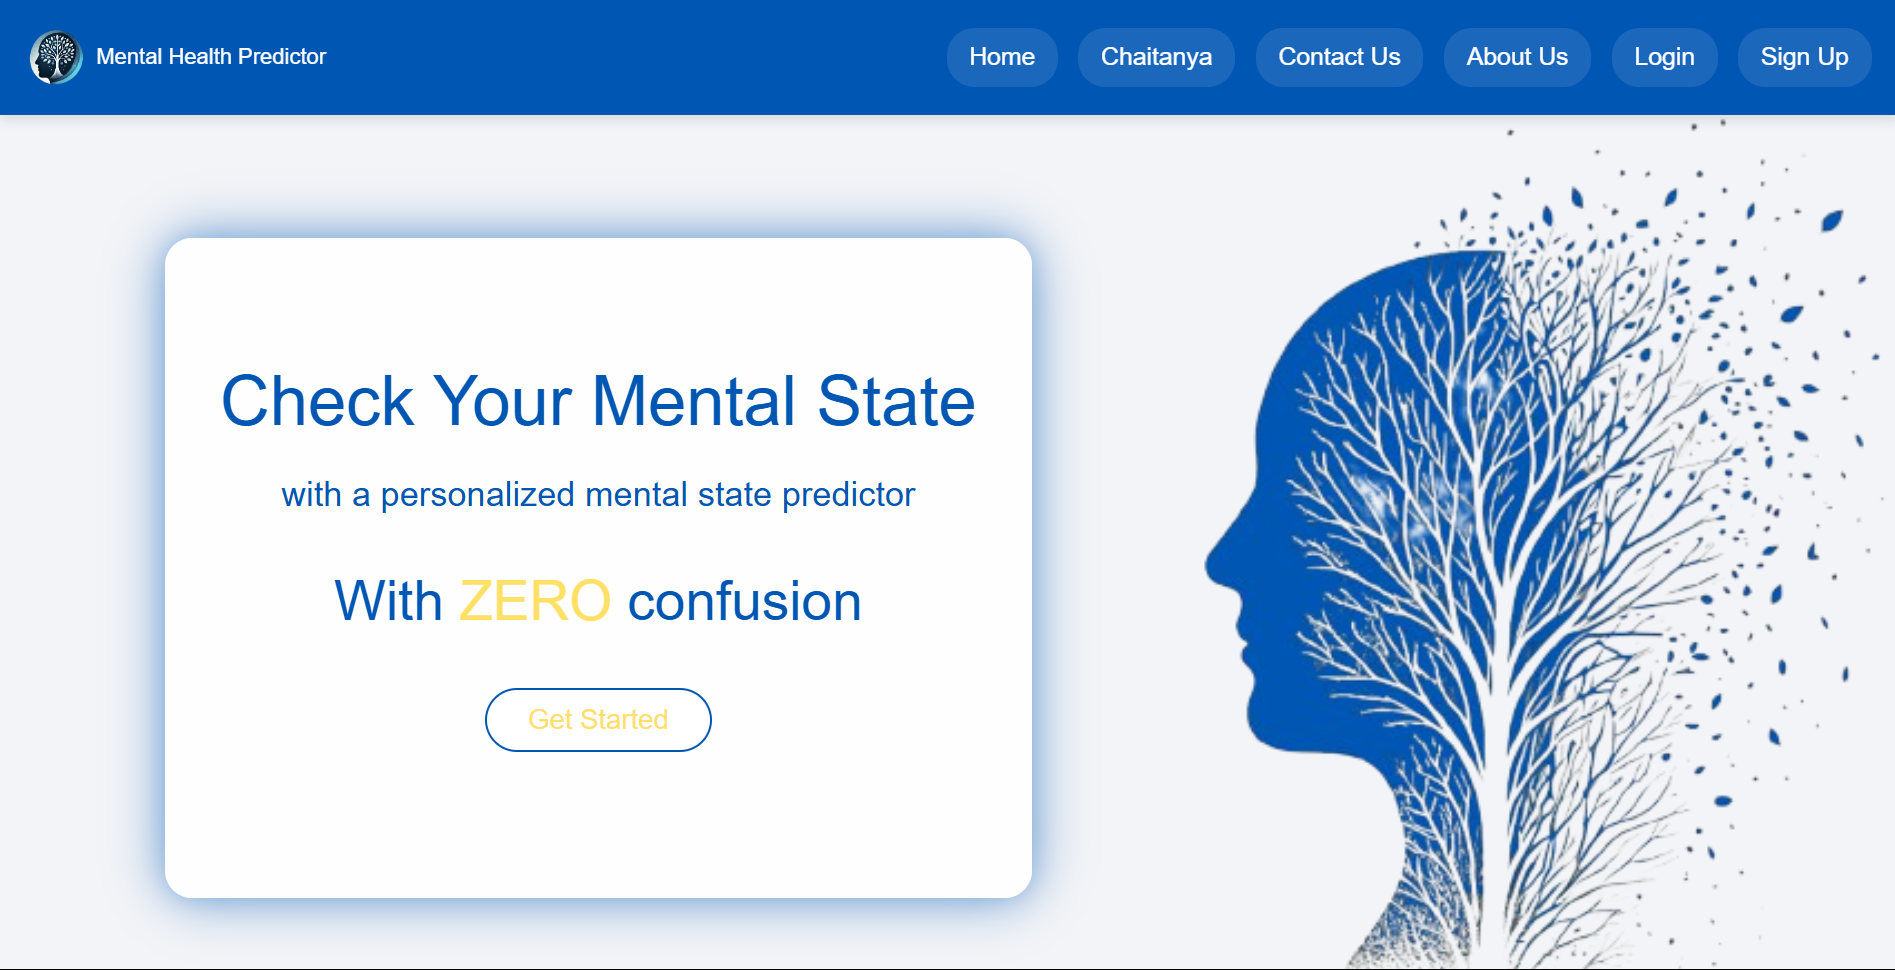 Mental Health Predictor
Home Chaitanya Contact Us About Us Login Sign Up
Check Your Mental State
with a personalized mental state predictor
With ZERO confusion
Get Started